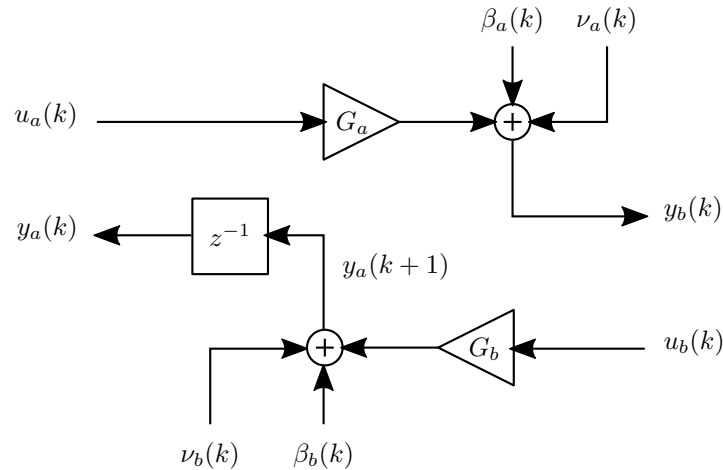 β_a(k) ν_a(k)
u_a(k) G_a +
y_b(k)
y_a(k) z^{-1}
y_a(k + 1)
+ G_b u_b(k)
ν_b(k) β_b(k)